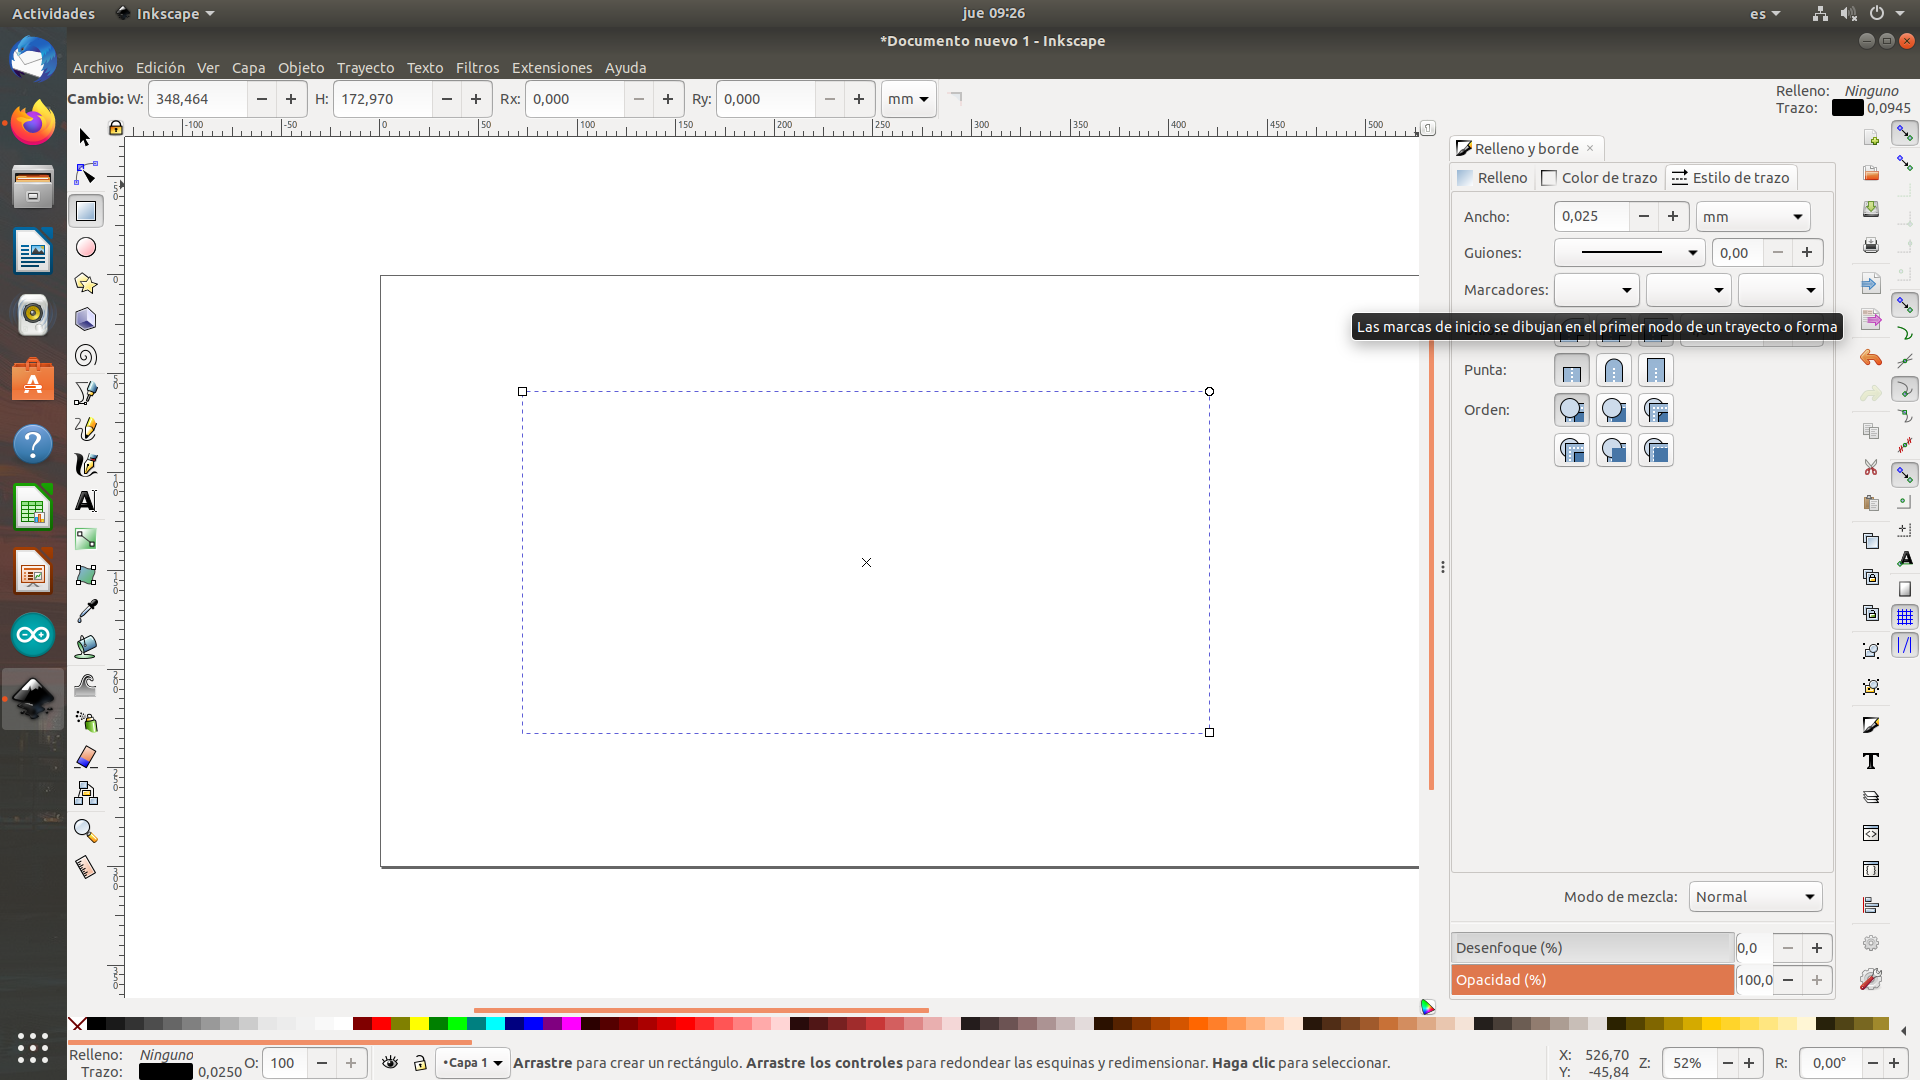 Actividades Inkscape jue 09:26 es
*Documento nuevo 1 - Inkscape
Archivo Edición Ver Capa Objeto Trayecto Texto Filtros Extensiones Ayuda
Cambio: W: 348,464 H: 172,970 Rx: 0,000 Ry: 0,000 mm
Relleno: Ninguno
Trazo: 0,0945
-100 -50 0 50 100 150 200 250 300 350 400 450 500
Relleno y borde
Relleno Color de trazo Estilo de trazo
Ancho: 0,025 mm
Guiones: 0,00
Marcadores:
Las marcas de inicio se dibujan en el primer nodo de un trayecto o forma
Punta:
Orden:
Modo de mezcla: Normal
Desenfoque (%) 0,0
Opacidad (%) 100,0
Relleno: Ninguno
Trazo: 0,0250
O: 100
•Capa 1
Arrastre para crear un rectángulo. Arrastre los controles para redondear las esquinas y redimensionar. Haga clic para seleccionar.
X: 526,70
Y: -45,84
Z: 52% R: 0,00°